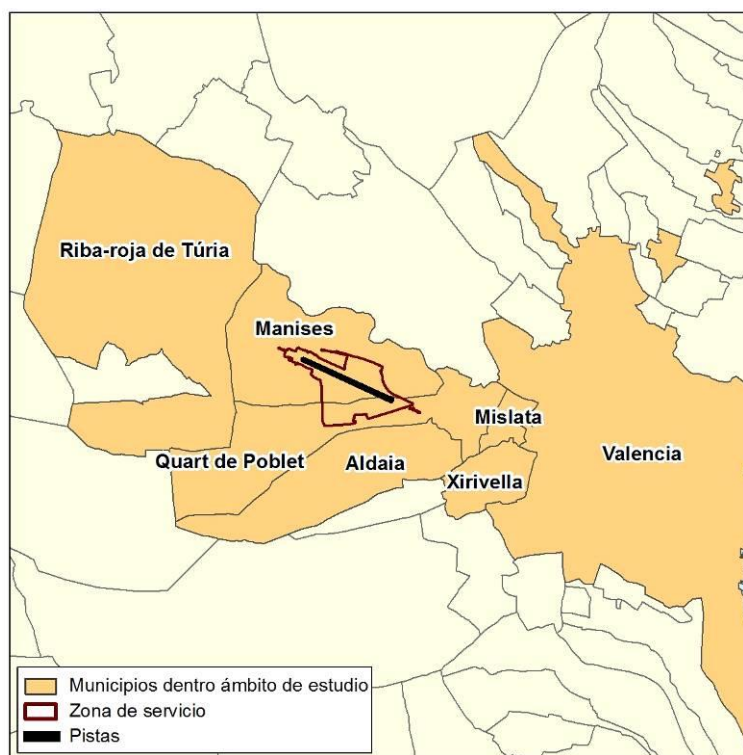 Riba-roja de Túria
Manises
Mislata
Quart de Poblet
Aldaia
Xirivella
Valencia
Municipios dentro ámbito de estudio
Zona de servicio
Pistas